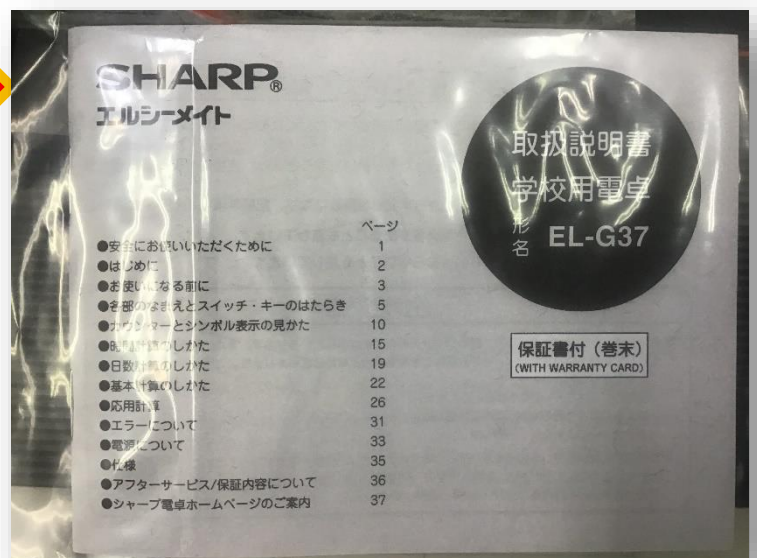 SHARP®
エルシーメイト
取扱説明書
学校用電卓
形名 EL-G37
ページ
●安全にお使いいただくために 1
●はじめに 2
●お使いになる前に 3
●各部のなまえとスイッチ・キーのはたらき 5
●カウンターとシンボル表示の見かた 10
●時間計算のしかた 15
●日数計算のしかた 19
●基本計算のしかた 22
●応用計算 26
●エラーについて 31
●電源について 33
●仕様 35
●アフターサービス/保証内容について 36
●シャープ電卓ホームページのご案内 37
保証書付（巻末）
(WITH WARRANTY CARD)